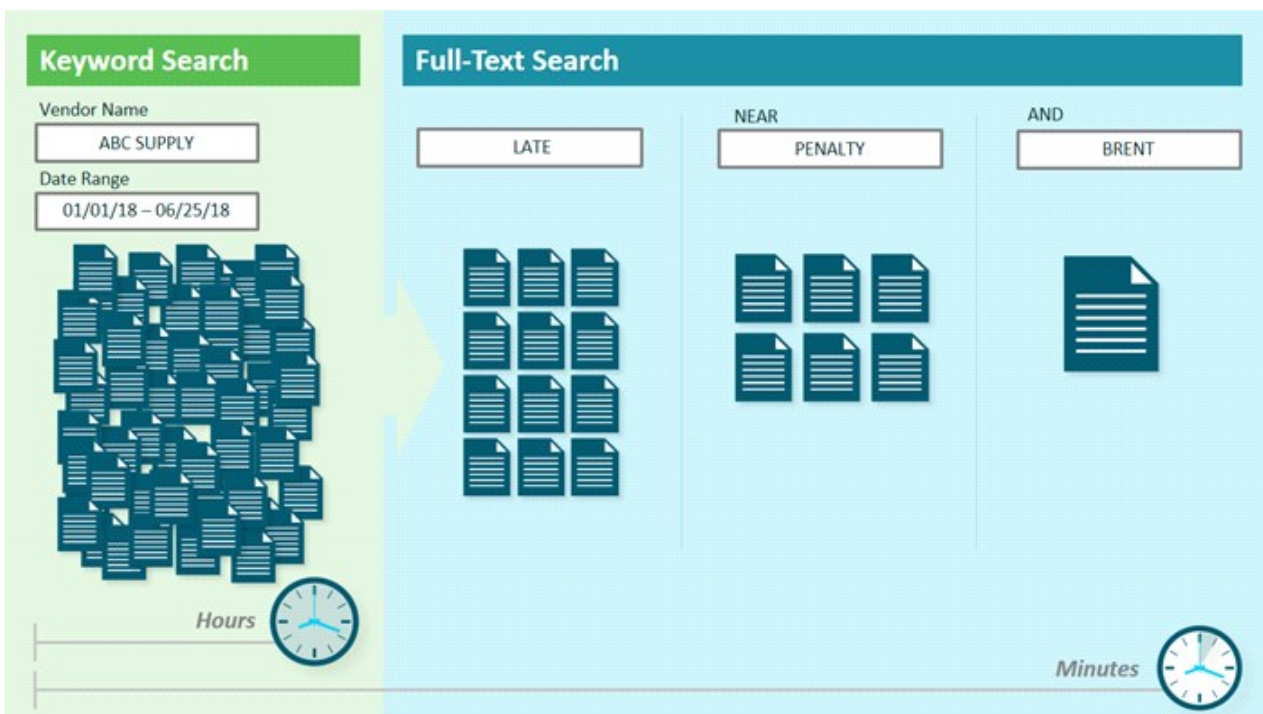 Keyword Search
Vendor Name
ABC SUPPLY
Date Range
01/01/18 – 06/25/18
Hours
Full-Text Search
LATE
NEAR
PENALTY
AND
BRENT
Minutes